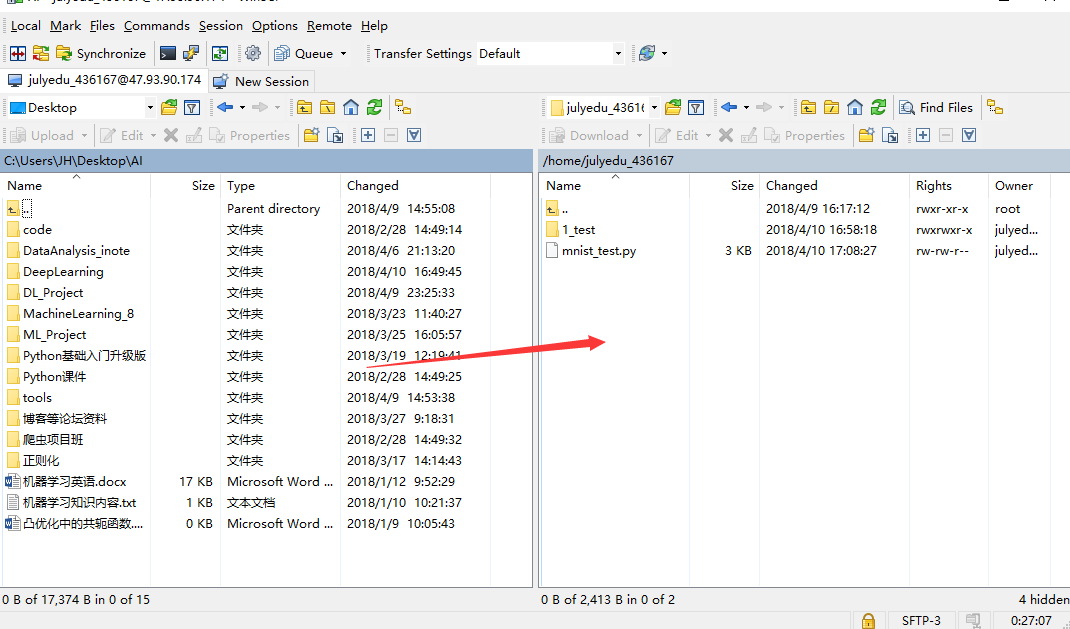 Local Mark Files Commands Session Options Remote Help
Synchronize Queue Transfer Settings Default
julyedu_436167@47.93.90.174 New Session
Desktop julyedu_4361 Find Files
Upload Edit Properties Download Edit Properties
C:\Users\JH\Desktop\AI /home/julyedu_436167
Name Size Type Changed Name Size Changed Rights Owner
.. Parent directory 2018/4/9 14:55:08 .. 2018/4/9 16:17:12 rwxr-xr-x root
code 文件夹 2018/2/28 14:49:14 1_test 2018/4/10 16:58:18 rwxrwxr-x julyed...
DataAnalysis_inote 文件夹 2018/4/6 21:13:20 mnist_test.py 3 KB 2018/4/10 17:08:27 rw-rw-r-- julyed...
DeepLearning 文件夹 2018/4/10 16:49:45
DL_Project 文件夹 2018/4/9 23:25:33
MachineLearning_8 文件夹 2018/3/23 11:40:27
ML_Project 文件夹 2018/3/25 16:05:57
Python基础入门升级版 文件夹 2018/3/19 12:19:41
Python课件 文件夹 2018/2/28 14:49:25
tools 文件夹 2018/4/9 14:53:38
博客等论坛资料 文件夹 2018/3/27 9:18:31
爬虫项目班 文件夹 2018/2/28 14:49:32
正则化 文件夹 2018/3/17 14:14:43
机器学习英语.docx 17 KB Microsoft Word ... 2018/1/12 9:52:29
机器学习知识内容.txt 1 KB 文本文档 2018/1/10 10:21:37
凸优化中的共轭函数.... 0 KB Microsoft Word ... 2018/1/9 10:05:43
0 B of 17,374 B in 0 of 15 0 B of 2,413 B in 0 of 2 4 hidden
SFTP-3 0:27:07